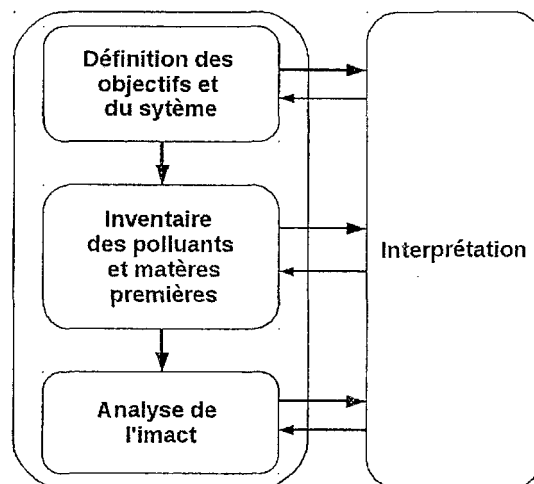 Définition des
objectifs et
du sytème
Inventaire
des polluants
et matères
premières
Analyse de
l'imact
Interprétation